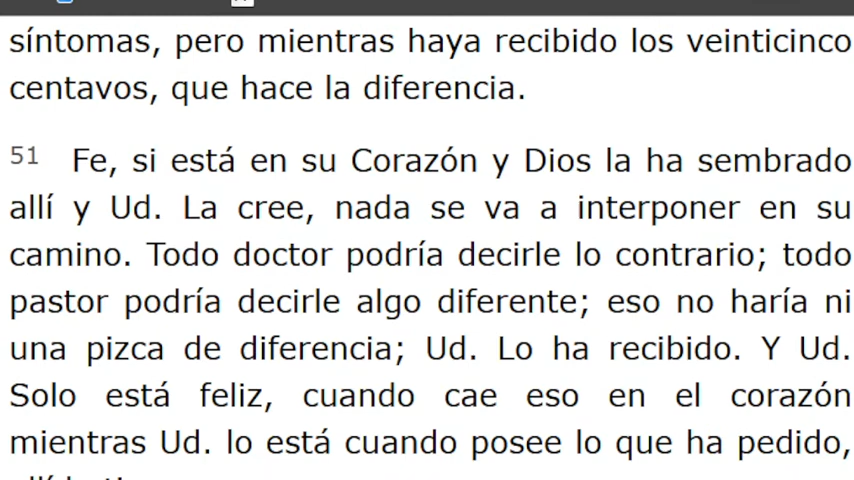 síntomas, pero mientras haya recibido los veinticinco
centavos, que hace la diferencia.
51 Fe, si está en su Corazón y Dios la ha sembrado
allí y Ud. La cree, nada se va a interponer en su
camino. Todo doctor podría decirle lo contrario; todo
pastor podría decirle algo diferente; eso no haría ni
una pizca de diferencia; Ud. Lo ha recibido. Y Ud.
Solo está feliz, cuando cae eso en el corazón
mientras Ud. lo está cuando posee lo que ha pedido,